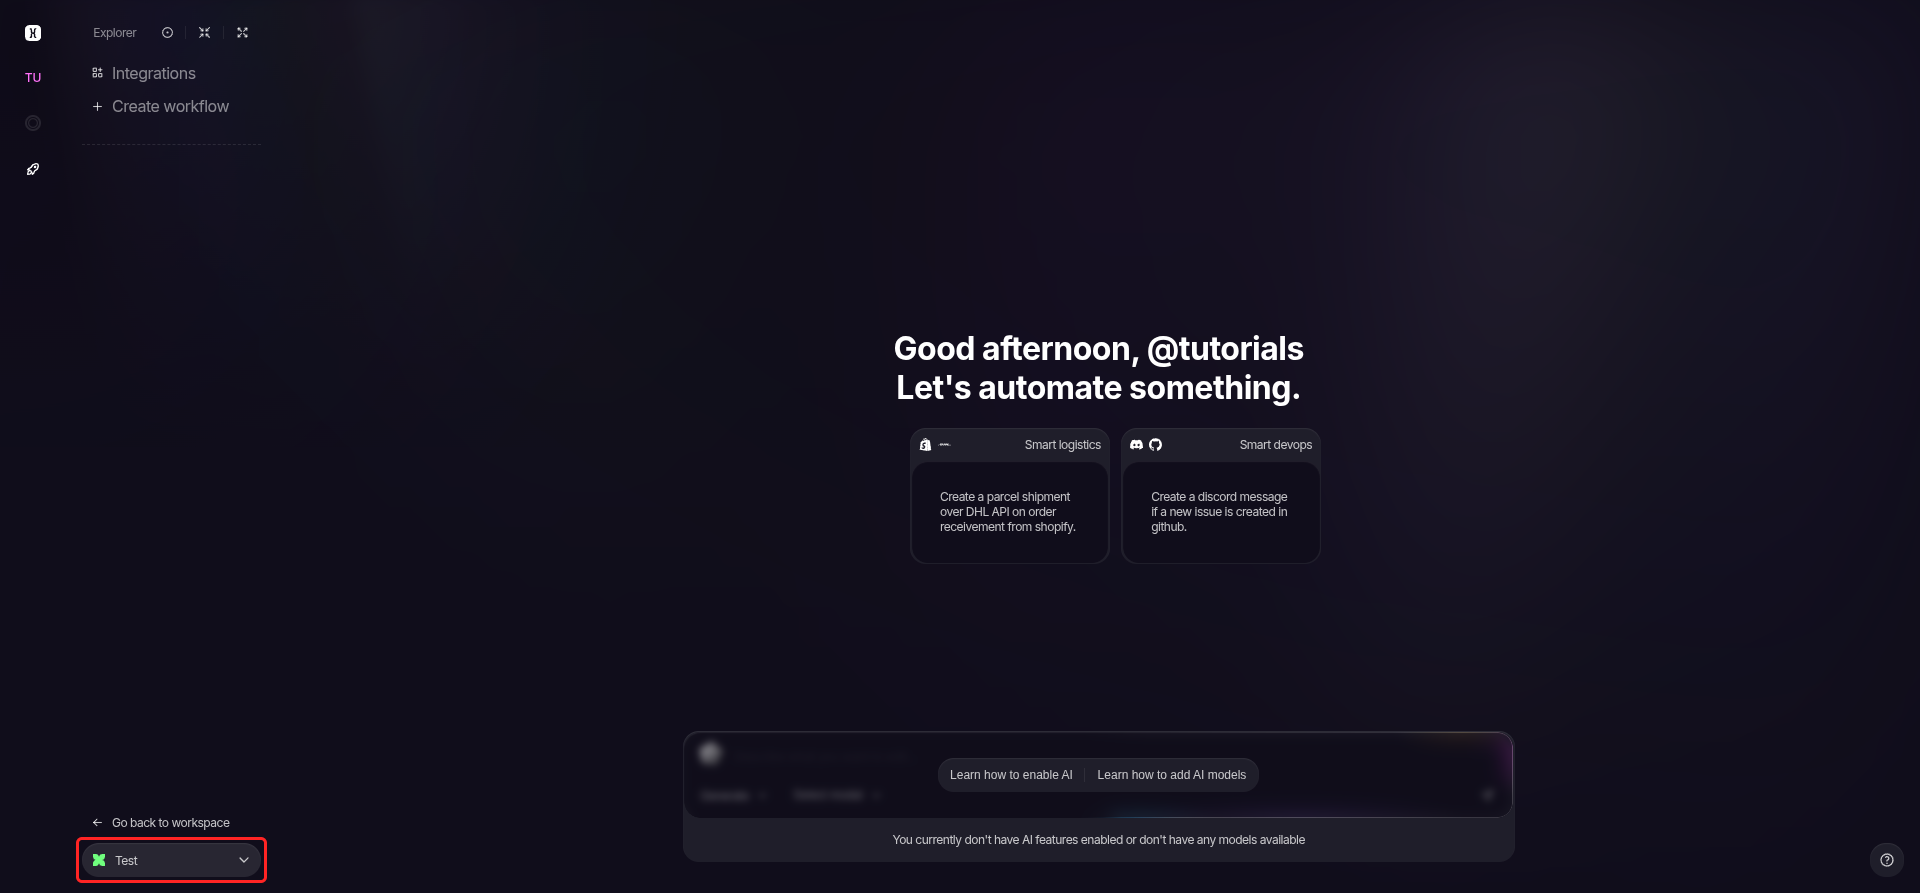 Explorer
TU
Integrations
Create workflow
Good afternoon, @tutorials
Let's automate something.
Smart logistics
Create a parcel shipment
over DHL API on order
receivement from shopify.
Smart devops
Create a discord message
if a new issue is created in
github.
Learn how to enable AI
Learn how to add AI models
You currently don't have AI features enabled or don't have any models available
Go back to workspace
Test